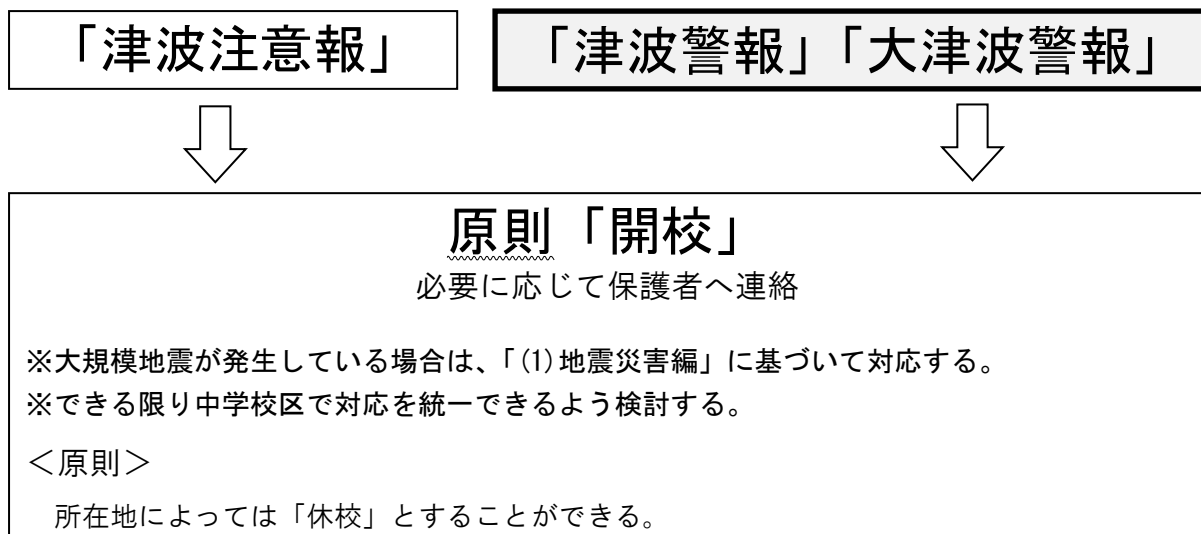 「津波注意報」
「津波警報」「大津波警報」
原則「開校」
必要に応じて保護者へ連絡
※大規模地震が発生している場合は、「(1)地震災害編」に基づいて対応する。
※できる限り中学校区で対応を統一できるよう検討する。
＜原則＞
所在地によっては「休校」とすることができる。